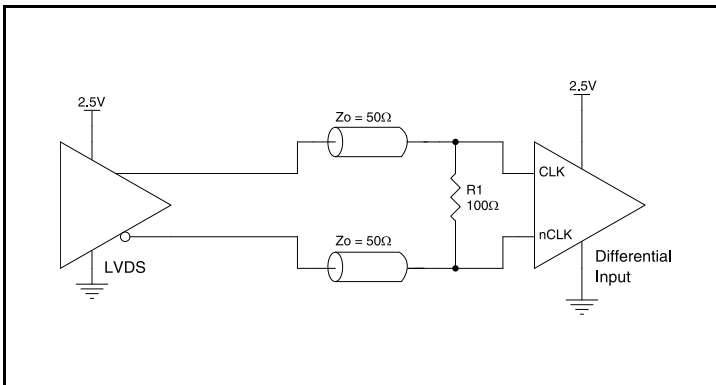 2.5V
2.5V
Zo = 50Ω
CLK
R1
100Ω
Zo = 50Ω
nCLK
LVDS
Differential
Input